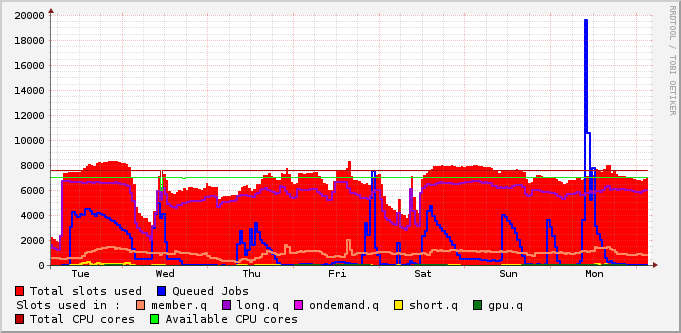 20000
18000
16000
14000
12000
10000
8000
6000
4000
2000
0
Tue Wed Thu Fri Sat Sun Mon
Total slots used Queued Jobs
Slots used in : member.q long.q ondemand.q short.q gpu.q
Total CPU cores Available CPU cores
RRDTOOL / TOBI OETIKER